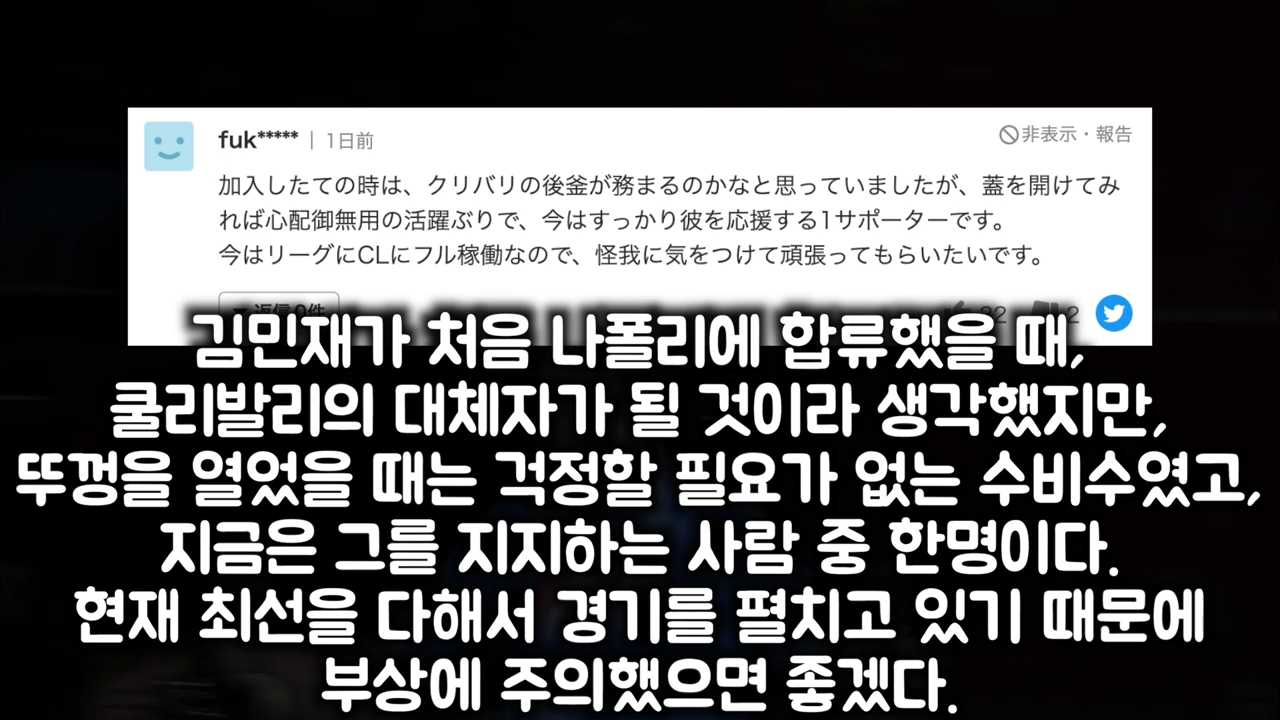 fuk***** | 1日前
非表示・報告
加入したての時は、クリバリの後釜が務まるのかなと思っていましたが、蓋を開けてみ
れば心配御無用の活躍ぶりで、今はすっかり彼を応援する1サポーターです。
今はリーグにCLにフル稼働なので、怪我に気をつけて頑張ってもらいたいです。
返信0件
22
2
김민재가 처음 나폴리에 합류했을 때,
쿨리발리의 대체자가 될 것이라 생각했지만,
뚜껑을 열었을 때는 걱정할 필요가 없는 수비수였고,
지금은 그를 지지하는 사람 중 한명이다.
현재 최선을 다해서 경기를 펼치고 있기 때문에
부상에 주의했으면 좋겠다.